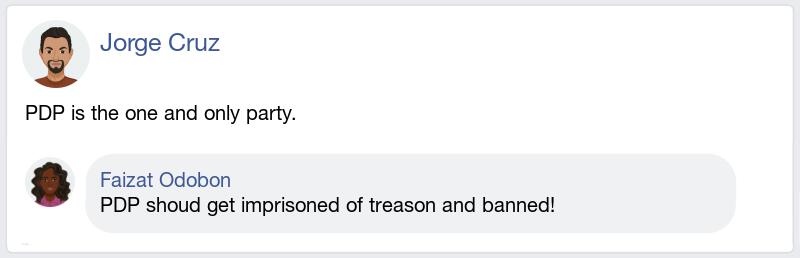 Jorge Cruz
PDP is the one and only party.
Faizat Odobon
PDP shoud get imprisoned of treason and banned!